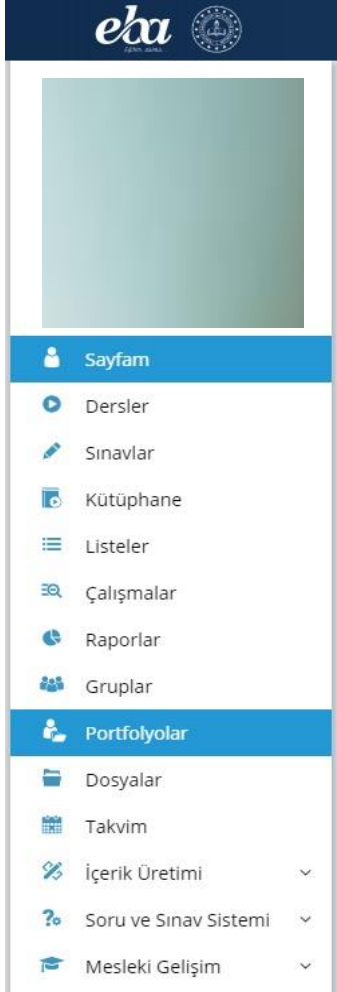 eba
Sayfam
Dersler
Sınavlar
Kütüphane
Listeler
Çalışmalar
Raporlar
Gruplar
Portfolyolar
Dosyalar
Takvim
İçerik Üretimi
Soru ve Sınav Sistemi
Mesleki Gelişim